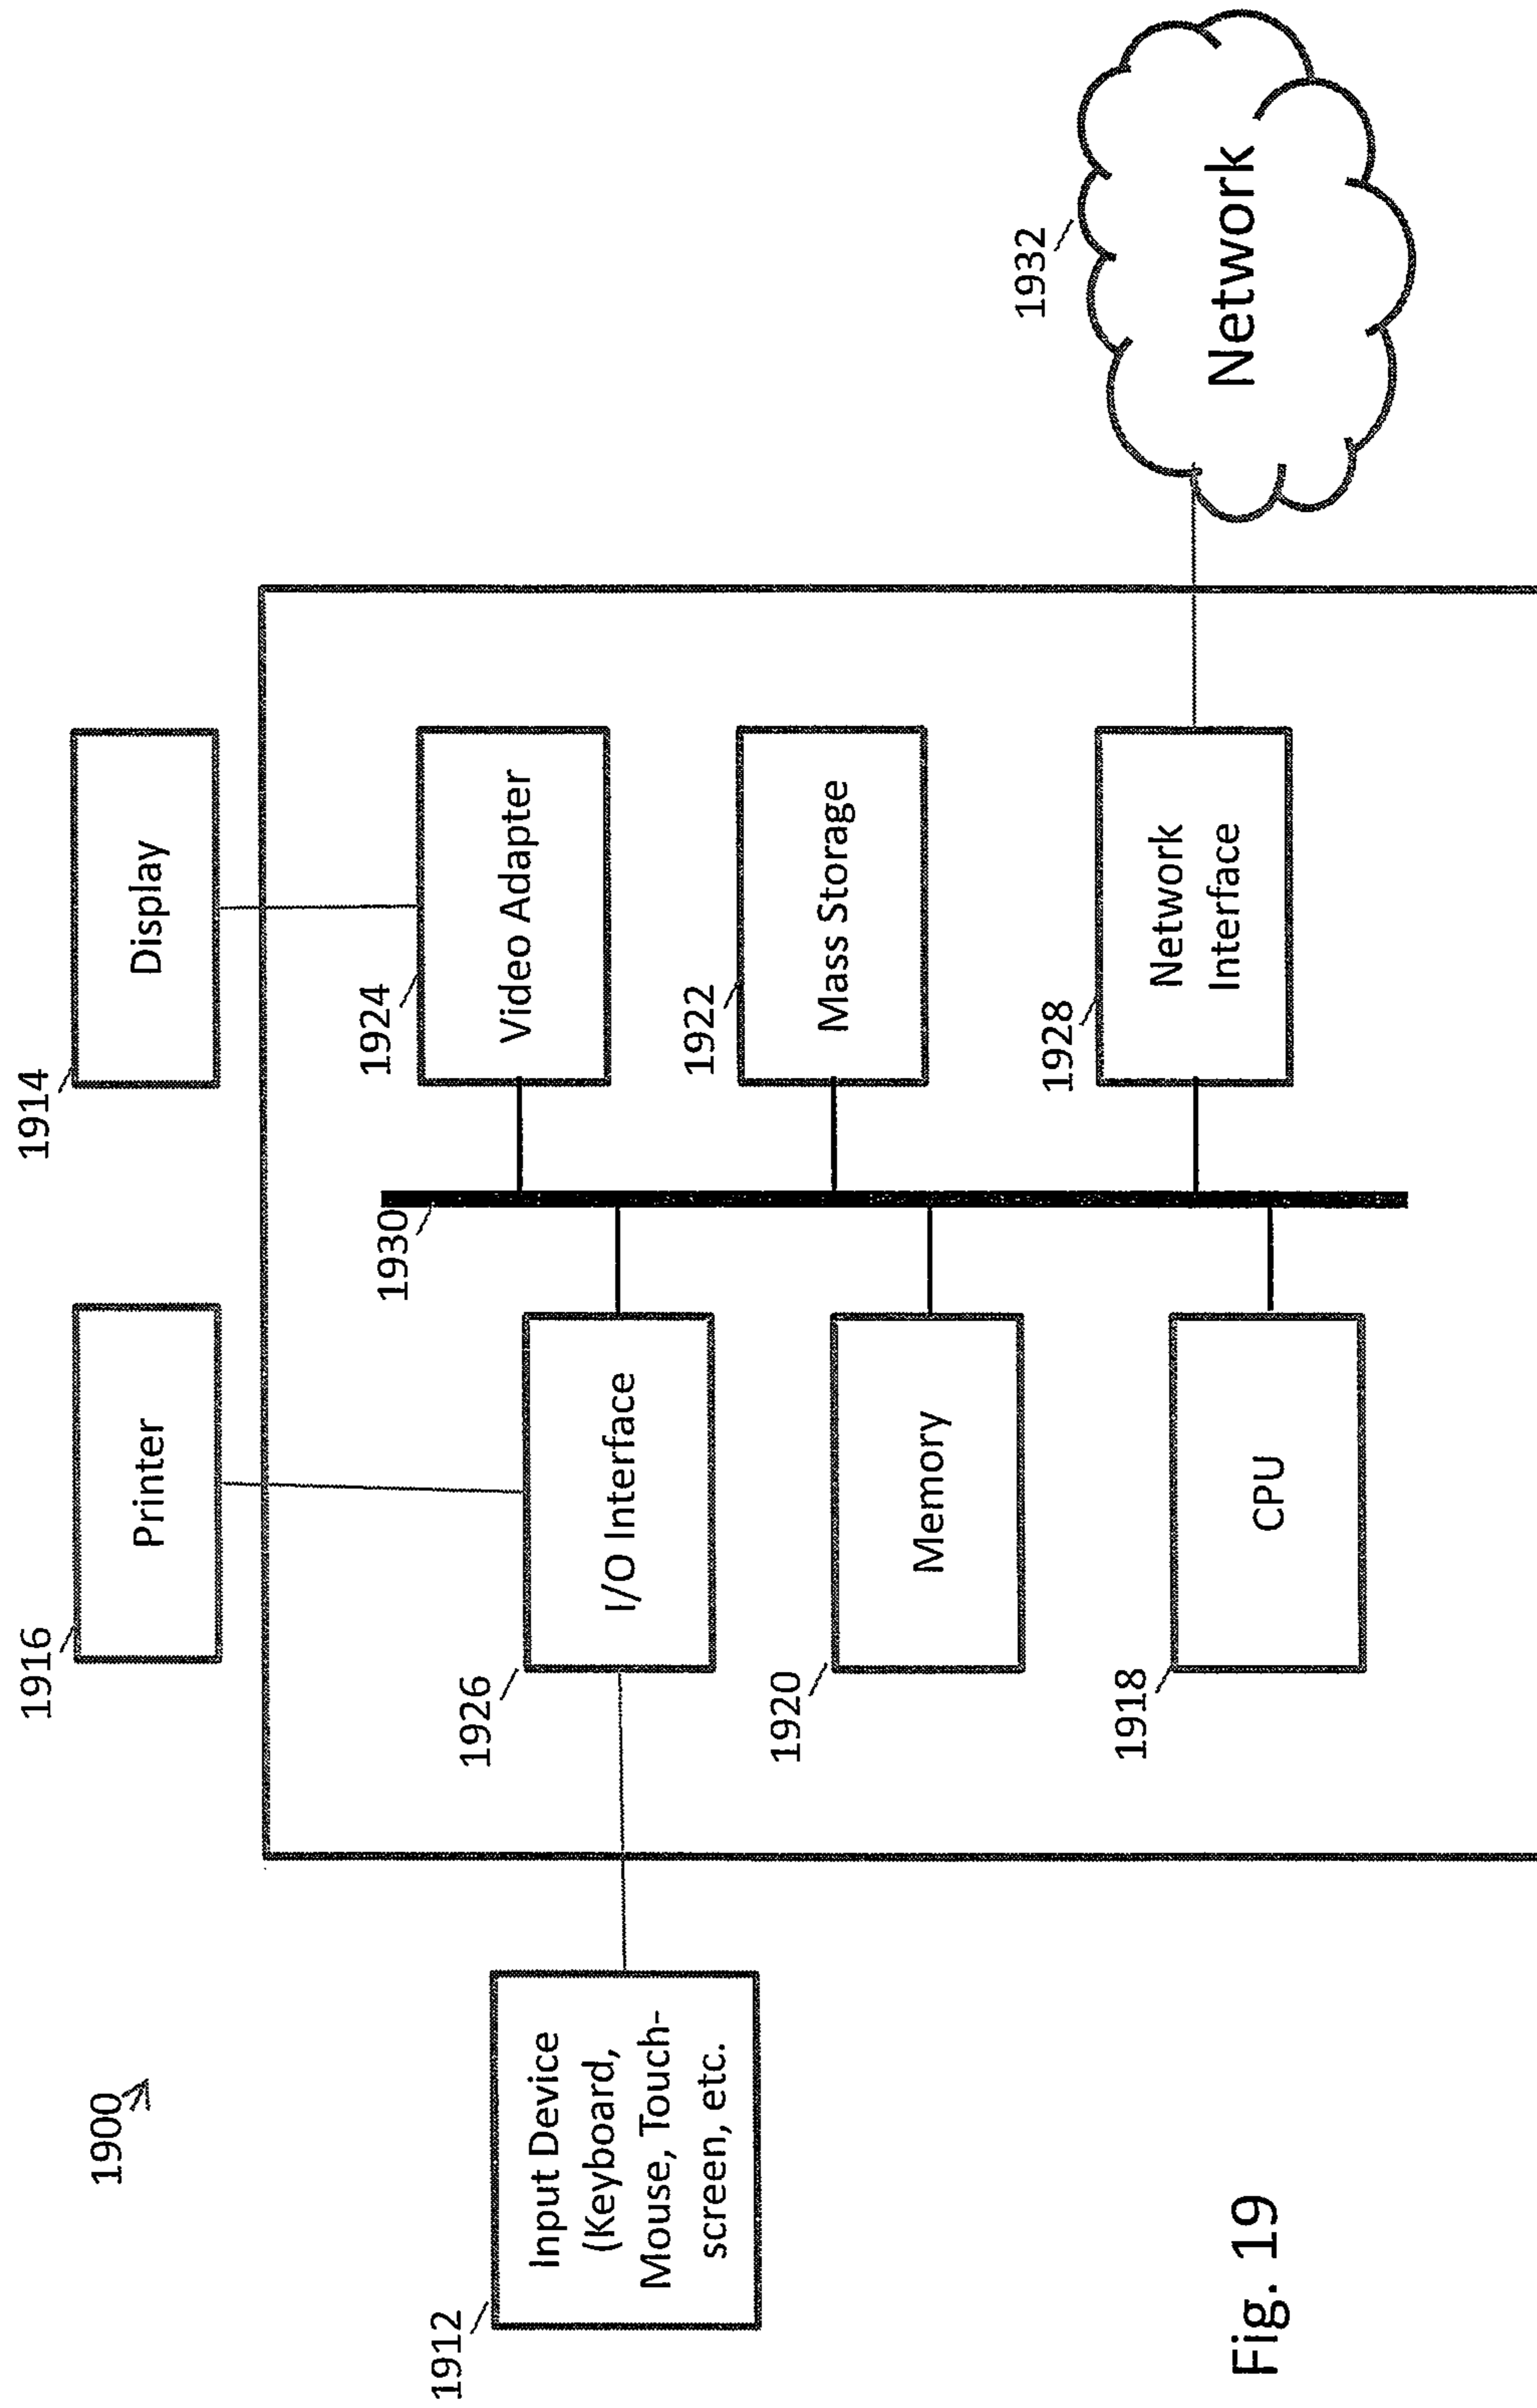 1900
1916
Printer
1914
Display
1912
Input Device
(Keyboard,
Mouse, Touch-
screen, etc.
1926
I/O Interface
1930
1924
Video Adapter
1920
Memory
1922
Mass Storage
1918
CPU
1928
Network
Interface
1932
Network
Fig. 19